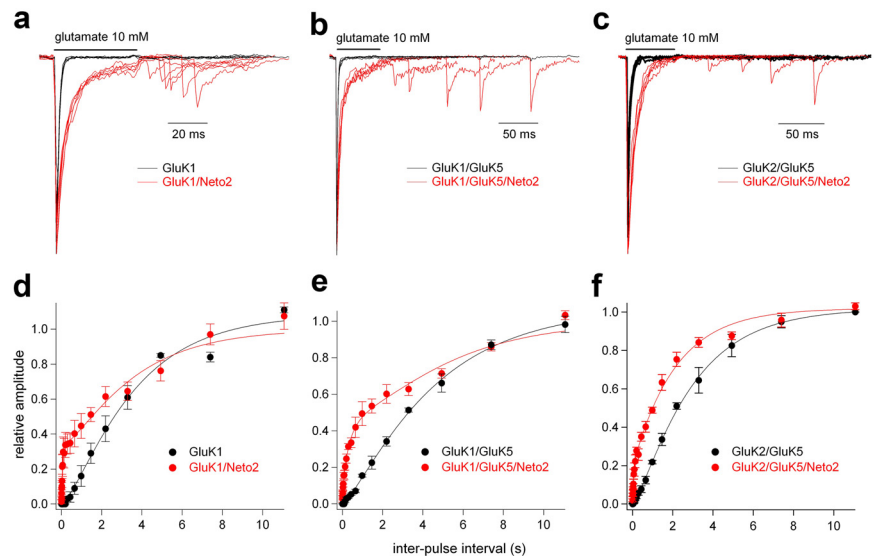 a
glutamate 10 mM
20 ms
GluK1
GluK1/Neto2
b
glutamate 10 mM
50 ms
GluK1/GluK5
GluK1/GluK5/Neto2
c
glutamate 10 mM
50 ms
GluK2/GluK5
GluK2/GluK5/Neto2
d
relative amplitude
1.0
0.8
0.6
0.4
0.2
0.0
0 2 4 6 8 10
GluK1
GluK1/Neto2
e
1.0
0.8
0.6
0.4
0.2
0.0
0 2 4 6 8 10
GluK1/GluK5
GluK1/GluK5/Neto2
inter-pulse interval (s)
f
1.0
0.8
0.6
0.4
0.2
0.0
0 2 4 6 8 10
GluK2/GluK5
GluK2/GluK5/Neto2